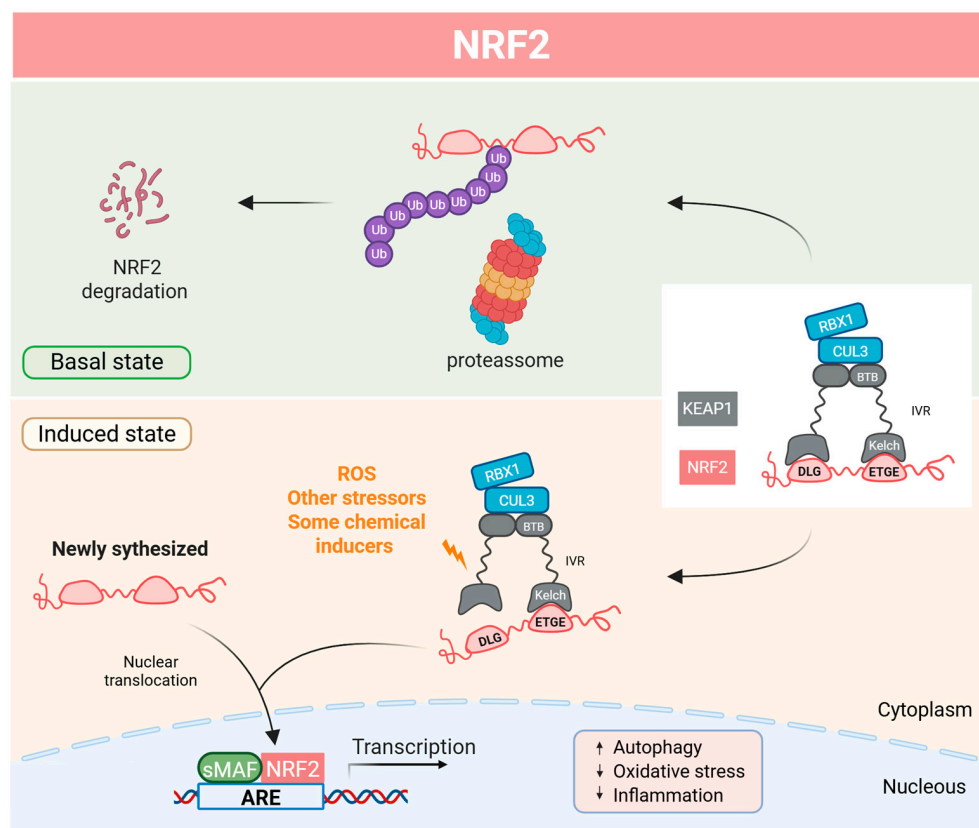 NRF2
Ub
Ub
Ub
Ub
Ub
Ub
Ub
Ub
Ub
NRF2
degradation
proteassome
Basal state
RBX1
CUL3
BTB
KEAP1
IVR
Kelch
NRF2
DLG
ETGE
Induced state
ROS
Other stressors
Some chemical
inducers
RBX1
CUL3
BTB
IVR
Kelch
ETGE
DLG
Newly sythesized
Nuclear
translocation
Cytoplasm
Nucleous
sMAF
NRF2
ARE
Transcription
↑ Autophagy
↓ Oxidative stress
↓ Inflammation